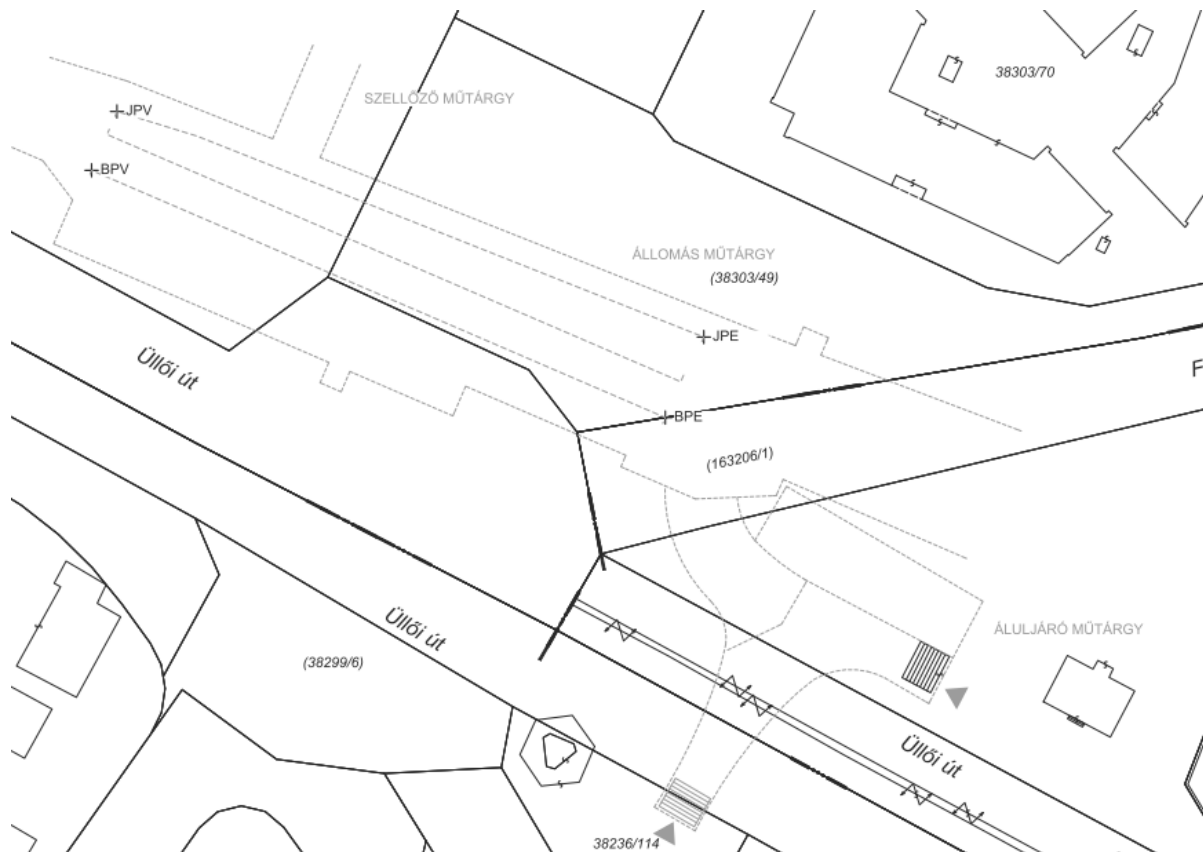 38303/70
SZELLŐZŐ MŰTÁRGY
JPV
BPV
ÁLLOMÁS MŰTÁRGY
(38303/49)
JPE
Üllői út
F
BPE
(163206/1)
Üllői út
ÁLULJÁRÓ MŰTÁRGY
(38299/6)
Üllői út
38236/114